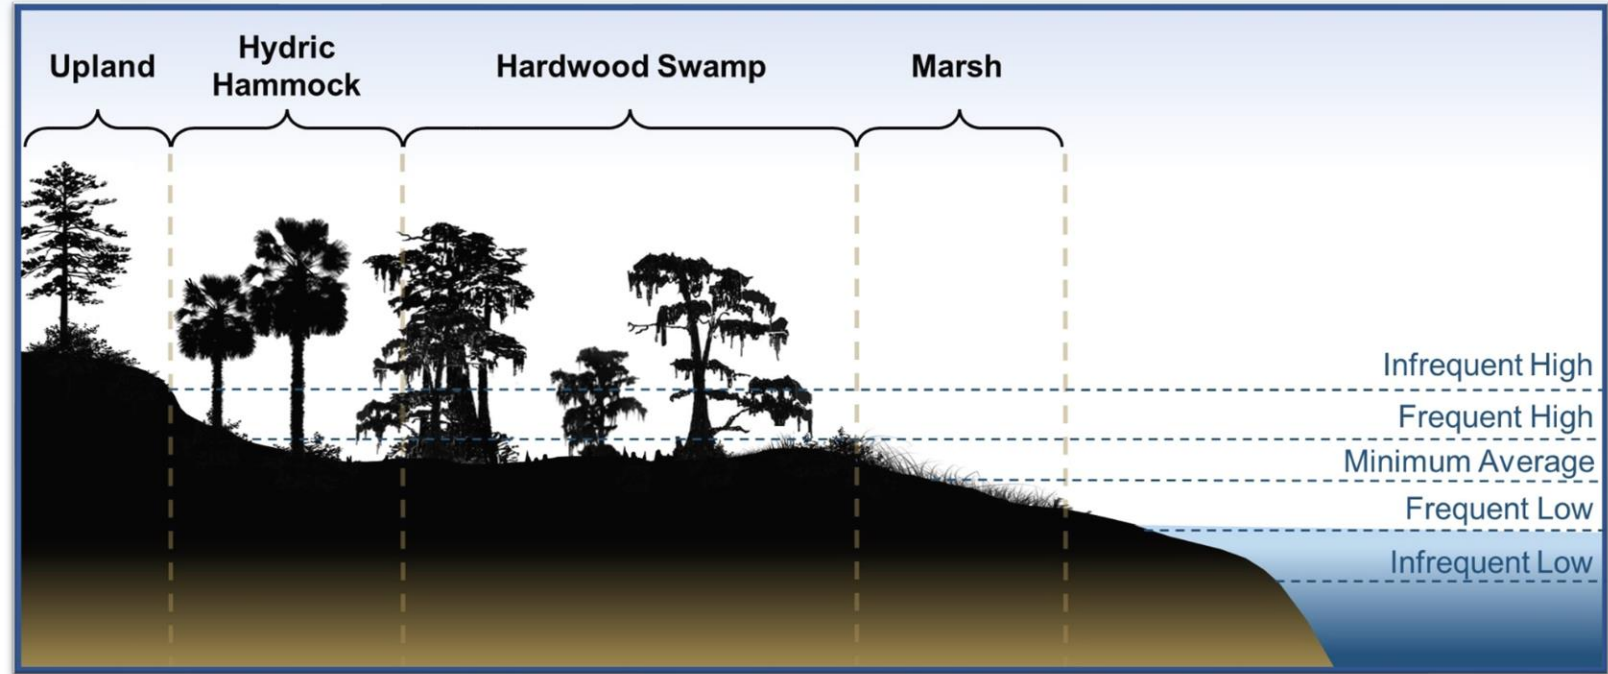 Upland
Hydric
Hammock
Hardwood Swamp
Marsh
Infrequent High
Frequent High
Minimum Average
Frequent Low
Infrequent Low